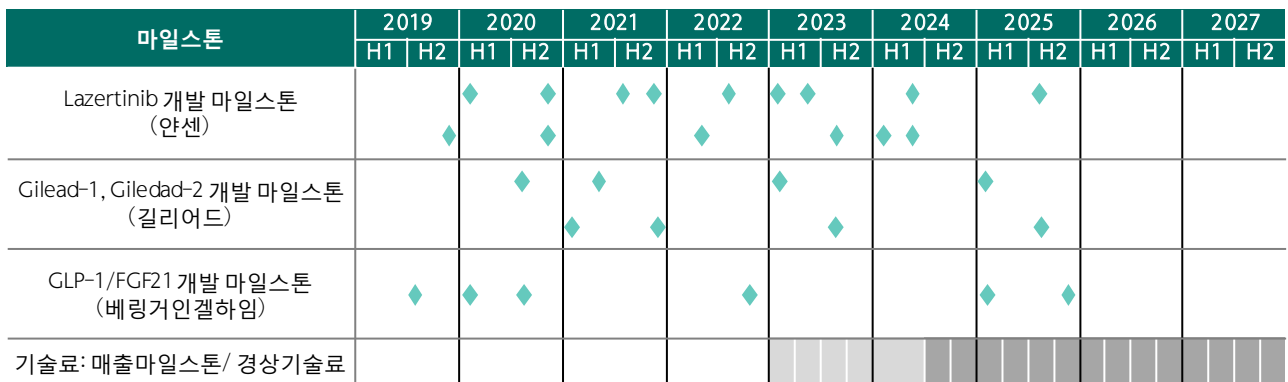 마일스톤
2019 2020 2021 2022 2023 2024 2025 2026 2027
H1 H2 H1 H2 H1 H2 H1 H2 H1 H2 H1 H2 H1 H2 H1 H2 H1 H2
Lazertinib 개발 마일스톤
(얀센)
Gilead-1, Giledad-2 개발 마일스톤
(길리어드)
GLP-1/FGF21 개발 마일스톤
(베링거인겔하임)
기술료: 매출마일스톤/ 경상기술료